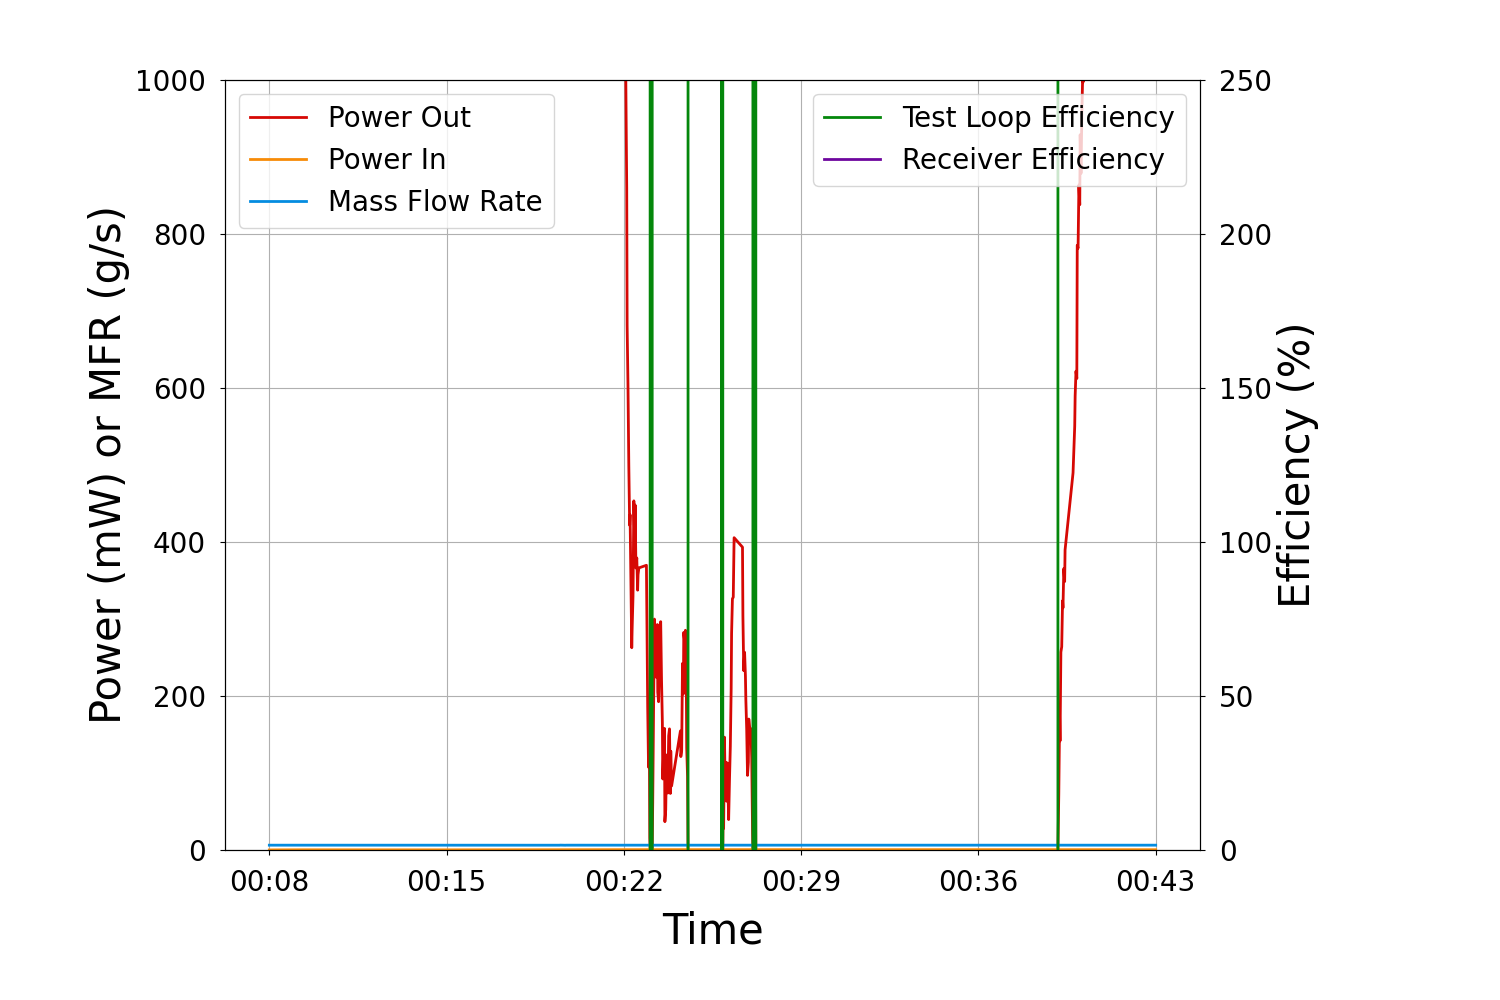 Power (mW) or MFR (g/s)
1000
800
600
400
200
0
Power Out
Power In
Mass Flow Rate
Test Loop Efficiency
Receiver Efficiency
250
200
150
100
50
0
Efficiency (%)
00:08 00:15 00:22 00:29 00:36 00:43
Time